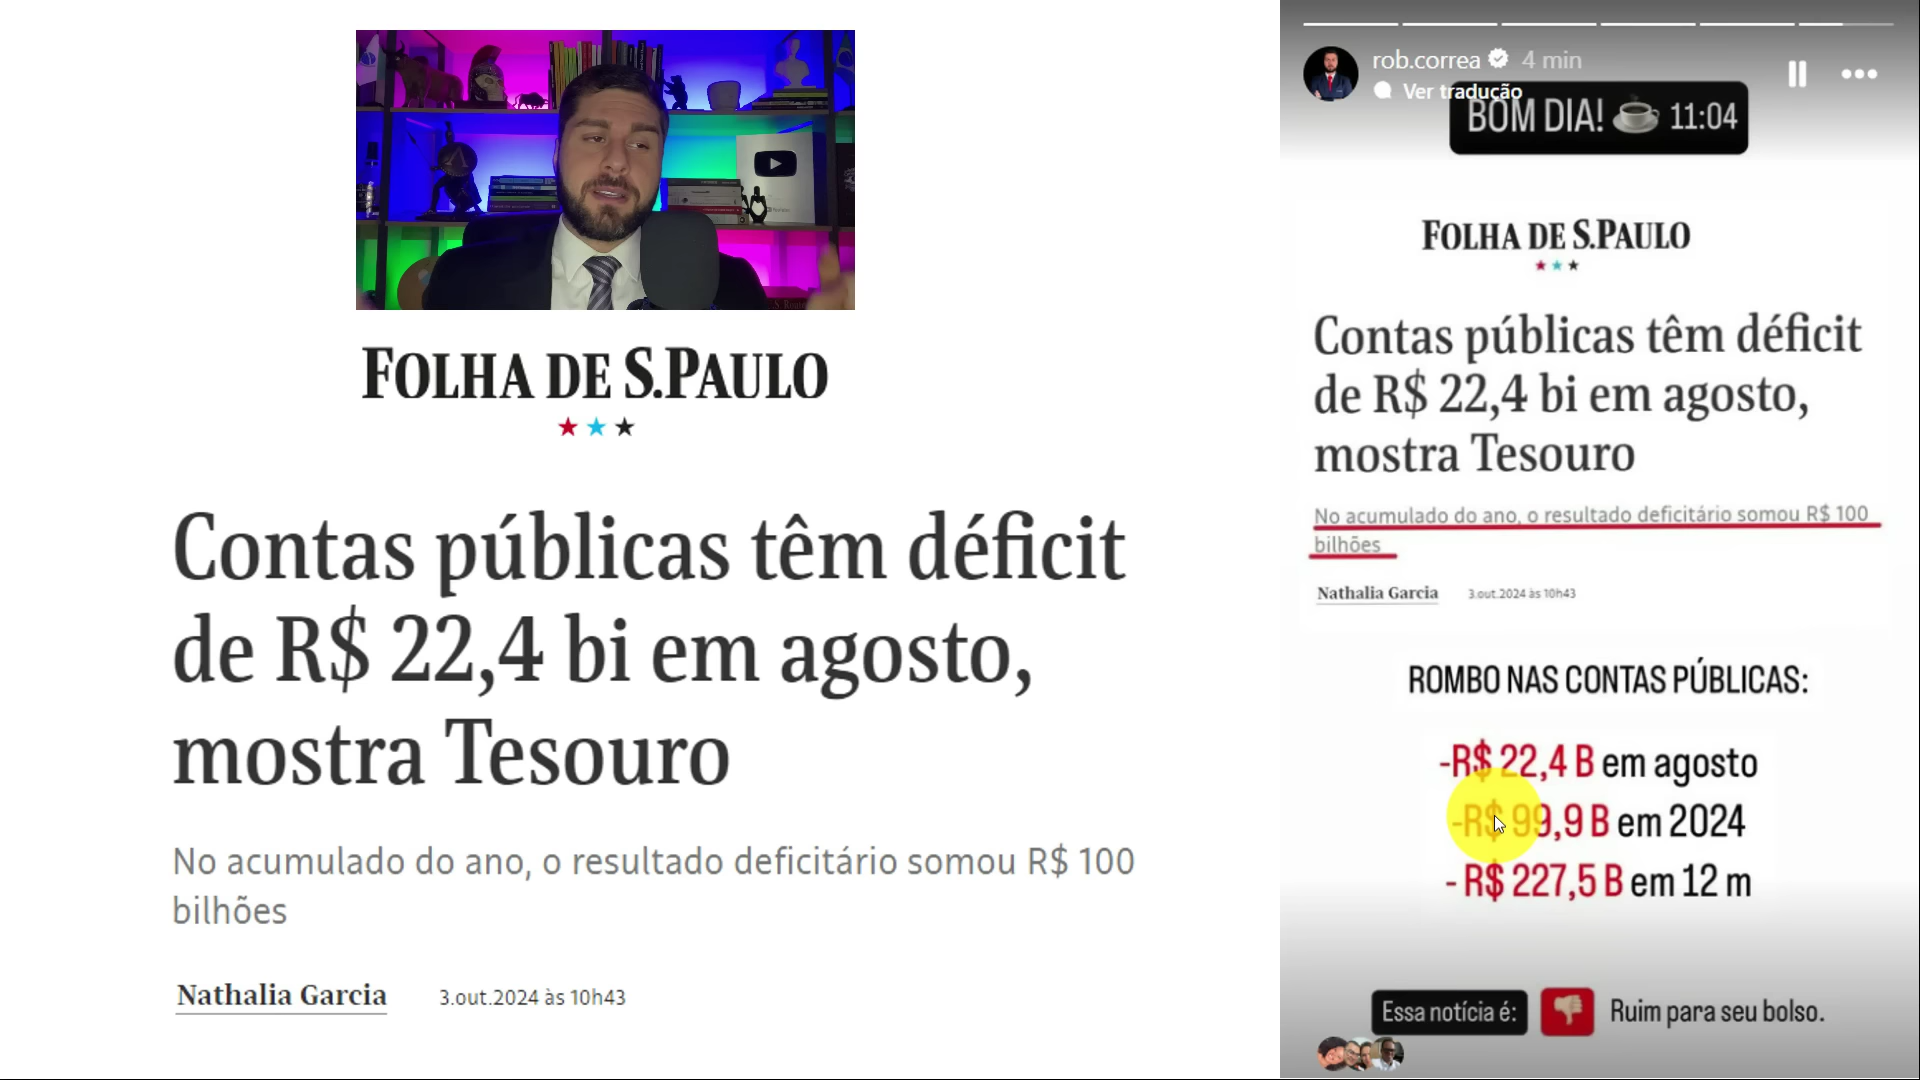 FOLHA DE S.PAULO
Contas públicas têm déficit
de R$ 22,4 bi em agosto,
mostra Tesouro
No acumulado do ano, o resultado deficitário somou R$ 100
bilhões
Nathalia Garcia 3.out.2024 às 10h43
rob.correa 4 min
Ver tradução
BOM DIA! 11:04
FOLHA DE S.PAULO
Contas públicas têm déficit
de R$ 22,4 bi em agosto,
mostra Tesouro
No acumulado do ano, o resultado deficitário somou R$ 100
bilhões
Nathalia Garcia 3.out.2024 às 10h43
ROMBO NAS CONTAS PÚBLICAS:
-R$ 22,4 B em agosto
-R$ 99,9 B em 2024
- R$ 227,5 B em 12 m
Essa notícia é: Ruim para seu bolso.